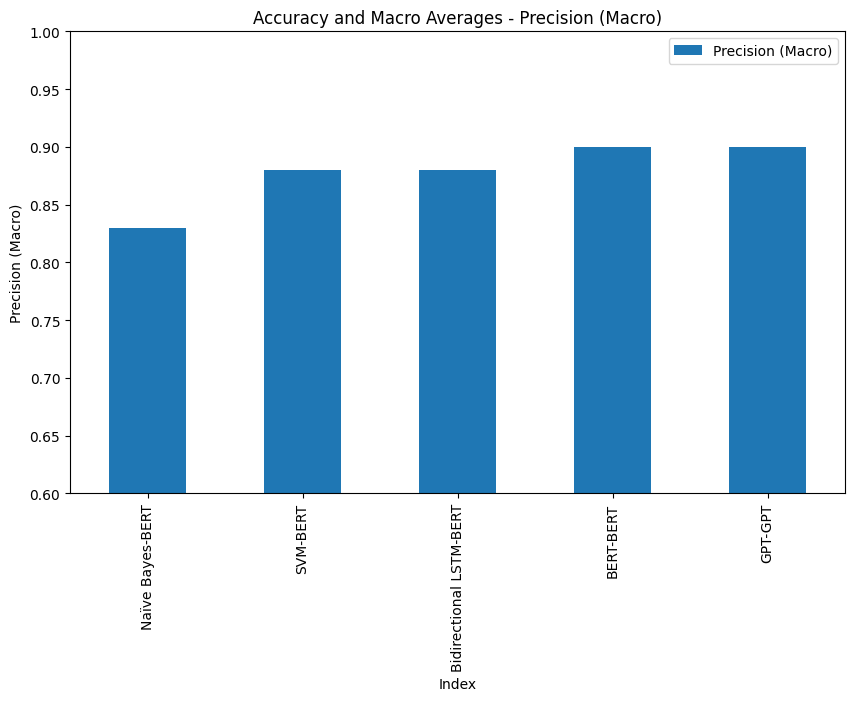 Accuracy and Macro Averages - Precision (Macro)
Precision (Macro)
1.00
0.95
0.90
0.85
0.80
0.75
0.70
0.65
0.60
Precision (Macro)
Naïve Bayes-BERT
SVM-BERT
Bidirectional LSTM-BERT
BERT-BERT
GPT-GPT
Index